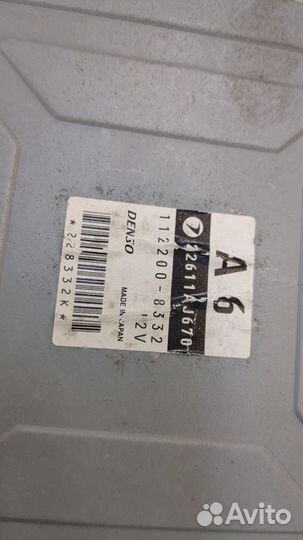 A6
22611AJ670
112200-8332
DENSO
12V
MADE IN JAPAN
*228332K*
Avito